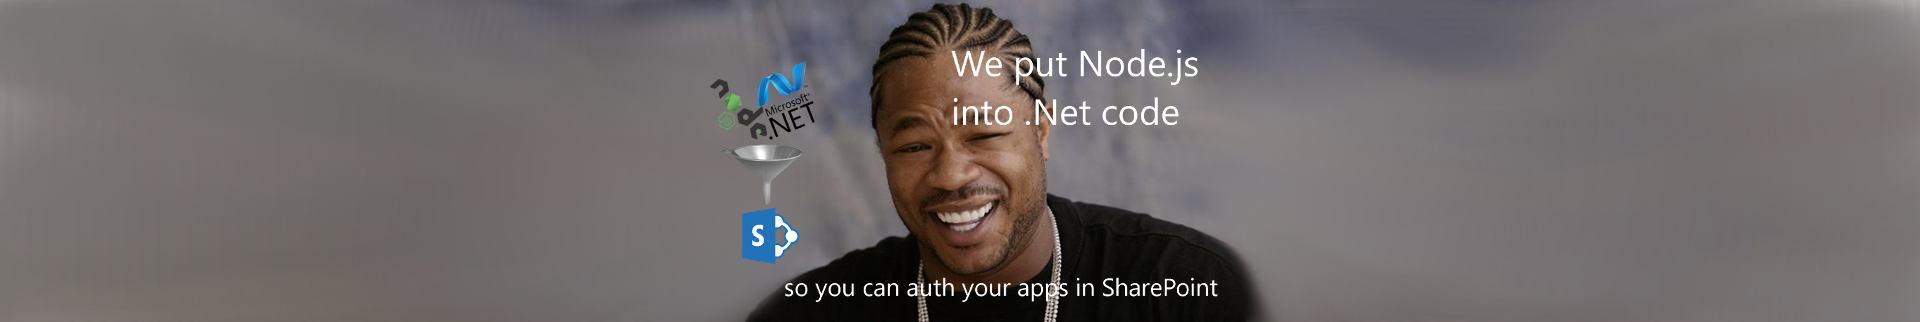 We put Node.js
into .Net code
Microsoft®
.NET
S
so you can auth your apps in SharePoint